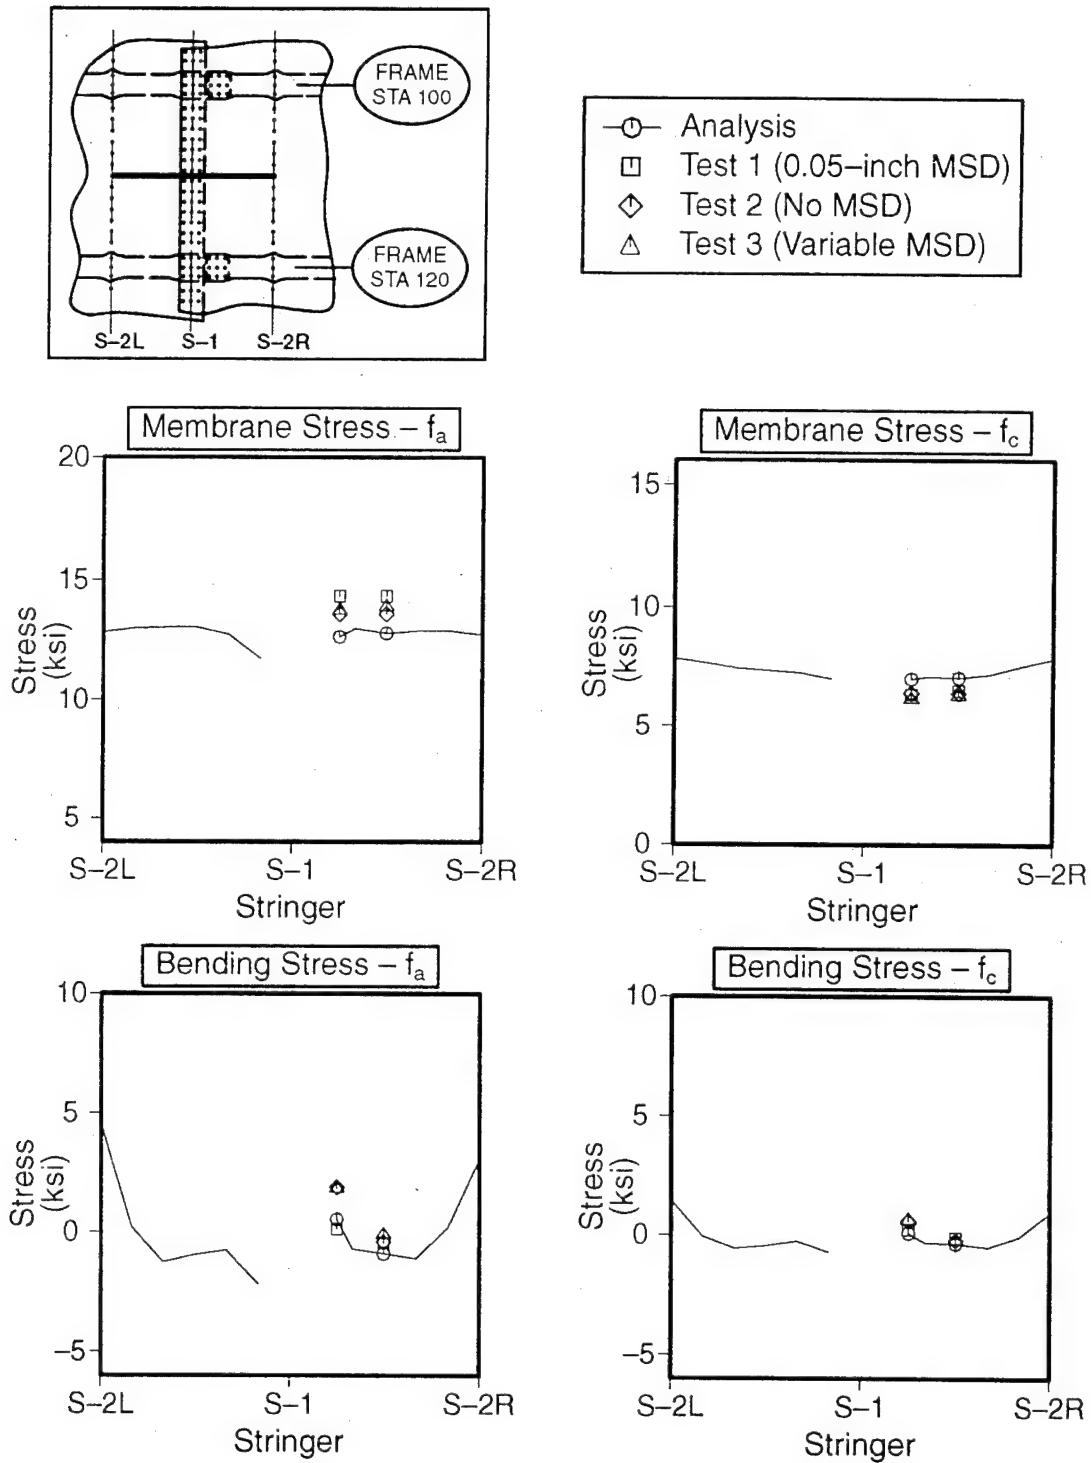 FRAME
STA 100
FRAME
STA 120
S-2L S-1 S-2R
Analysis
Test 1 (0.05-inch MSD)
Test 2 (No MSD)
Test 3 (Variable MSD)
Membrane Stress - fa
20
15
10
5
Stress
(ksi)
S-2L S-1 S-2R
Stringer
Membrane Stress - fc
15
10
5
0
Stress
(ksi)
S-2L S-1 S-2R
Stringer
Bending Stress - fa
10
5
0
-5
Stress
(ksi)
S-2L S-1 S-2R
Stringer
Bending Stress - fc
10
5
0
-5
Stress
(ksi)
S-2L S-1 S-2R
Stringer